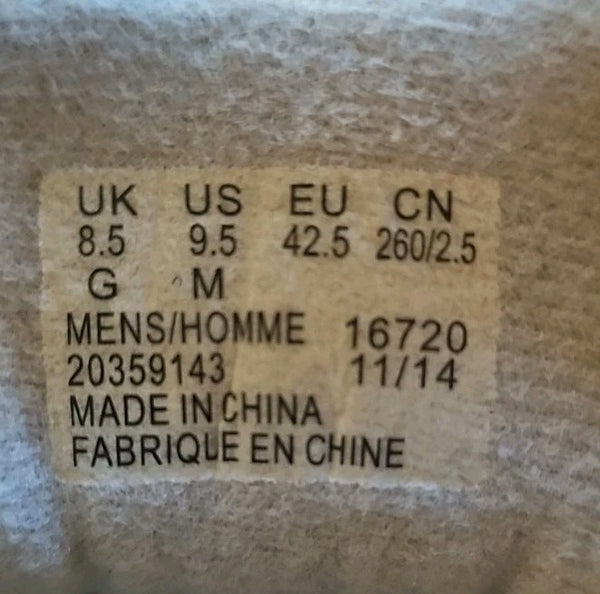 UK US EU CN
8.5 9.5 42.5 260/2.5
G M
MENS/HOMME 16720
20359143 11/14
MADE IN CHINA
FABRIQUE EN CHINE